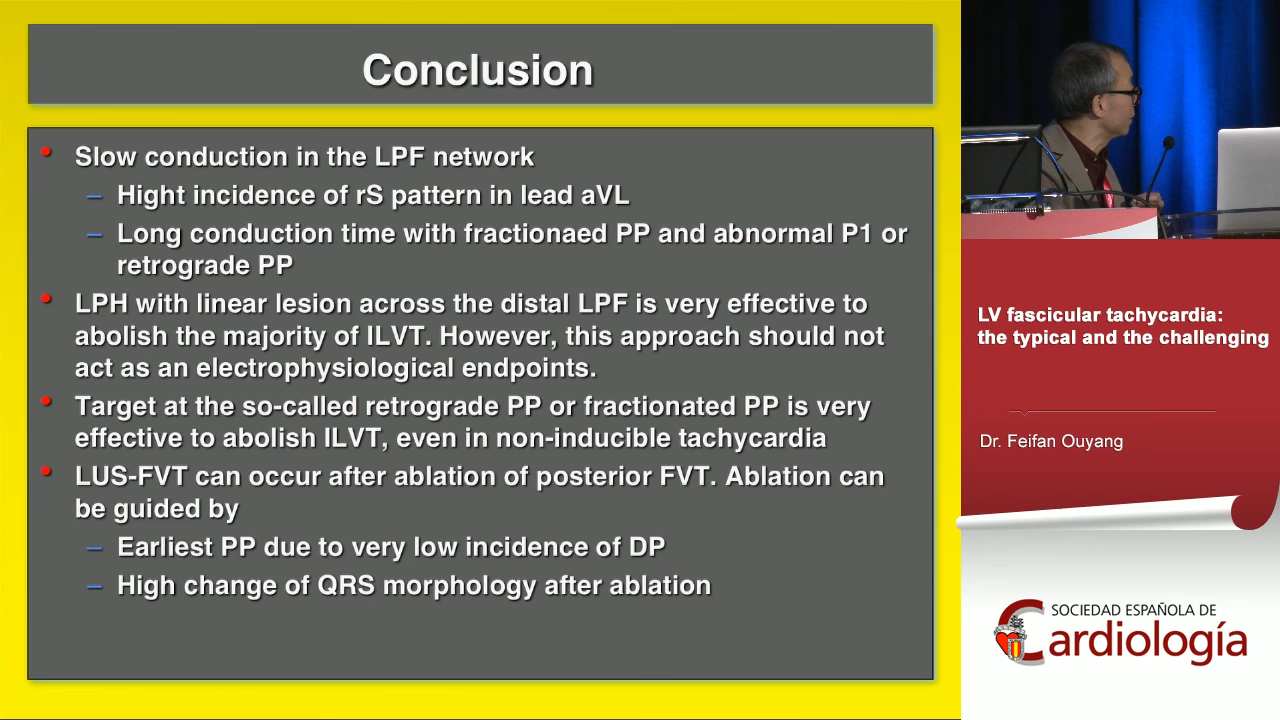 Conclusion
• Slow conduction in the LPF network
– Hight incidence of rS pattern in lead aVL
– Long conduction time with fractionaed PP and abnormal P1 or
retrograde PP
• LPH with linear lesion across the distal LPF is very effective to
abolish the majority of ILVT. However, this approach should not
act as an electrophysiological endpoints.
• Target at the so-called retrograde PP or fractionated PP is very
effective to abolish ILVT, even in non-inducible tachycardia
• LUS-FVT can occur after ablation of posterior FVT. Ablation can
be guided by
– Earliest PP due to very low incidence of DP
– High change of QRS morphology after ablation
LV fascicular tachycardia:
the typical and the challenging
Dr. Feifan Ouyang
SOCIEDAD ESPAÑOLA DE
Cardiología